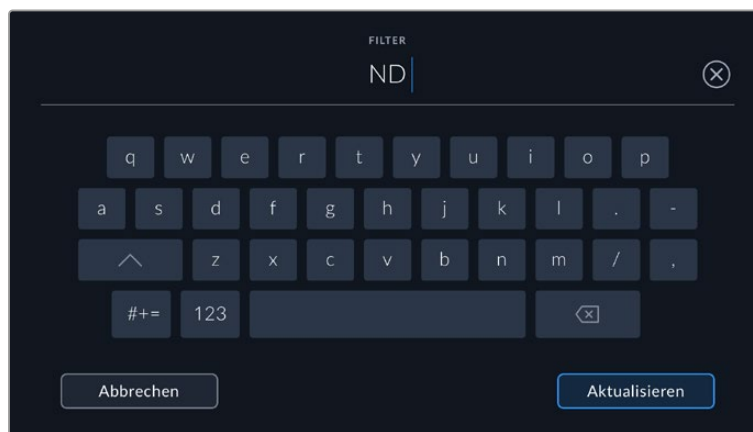 FILTER
ND
q w e r t y u i o p
a s d f g h j k l . -
z x c v b n m / ,
#+= 123
Abbrechen Aktualisieren